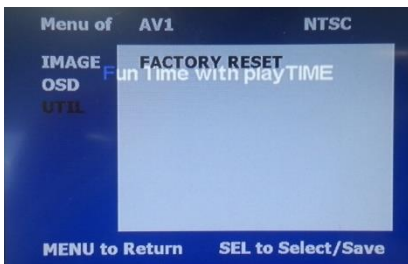 Menu of AV1 NTSC
IMAGE FACTORY RESET
Fun Time with playTIME
OSD
UTIL
MENU to Return SEL to Select/Save